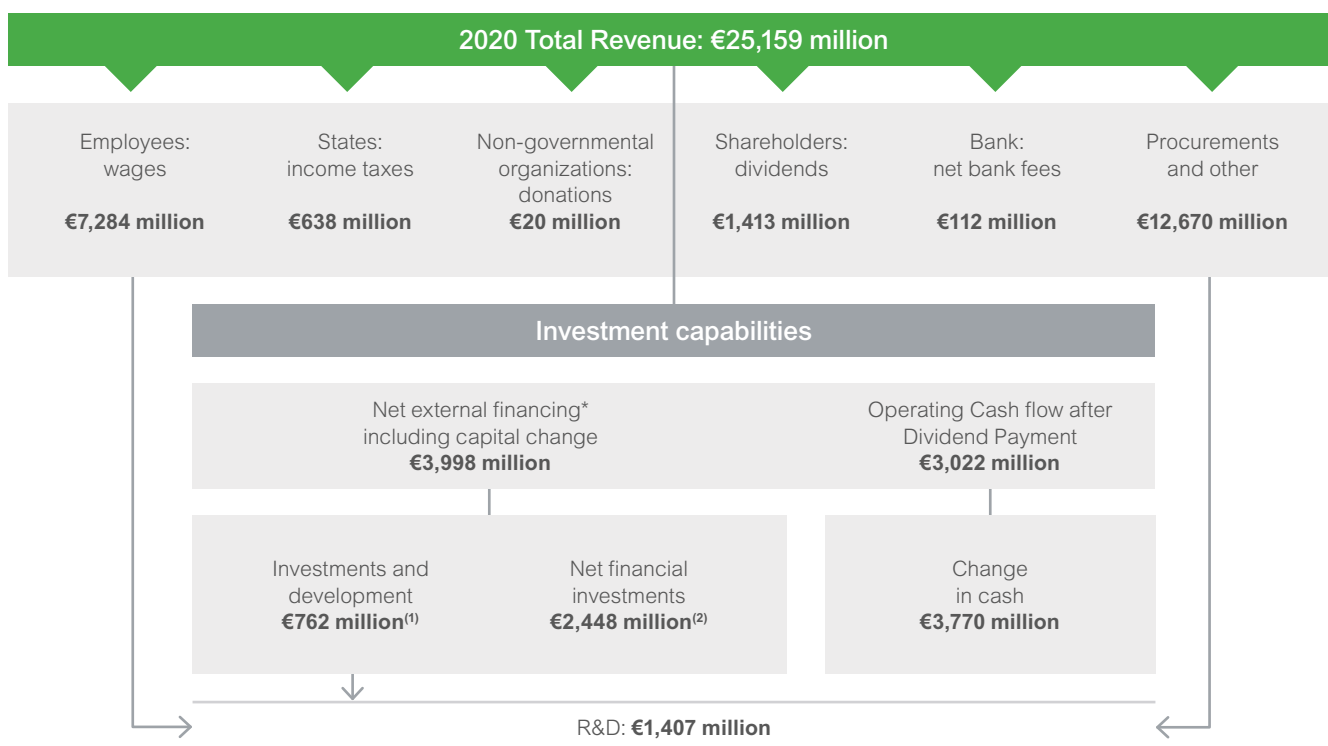 2020 Total Revenue: €25,159 million
Employees:
wages
€7,284 million
States:
income taxes
€638 million
Non-governmental
organizations:
donations
€20 million
Shareholders:
dividends
€1,413 million
Bank:
net bank fees
€112 million
Procurements
and other
€12,670 million
Investment capabilities
Net external financing*
including capital change
€3,998 million
Operating Cash flow after
Dividend Payment
€3,022 million
Investments and
development
€762 million(1)
Net financial
investments
€2,448 million(2)
Change
in cash
€3,770 million
R&D: €1,407 million